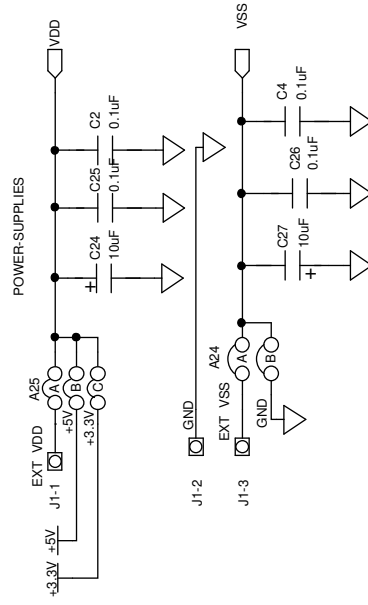 POWER-SUPPLIES
VDD
C2
0.1uF
C25
0.1uF
C24
10uF
+
A25
A
B
C
EXT VDD
+5V
+3.3V
J1-1
+5V
+3.3V
GND
J1-2
VSS
C4
0.1uF
C26
0.1uF
C27
10uF
+
A24
A
B
EXT VSS
GND
J1-3